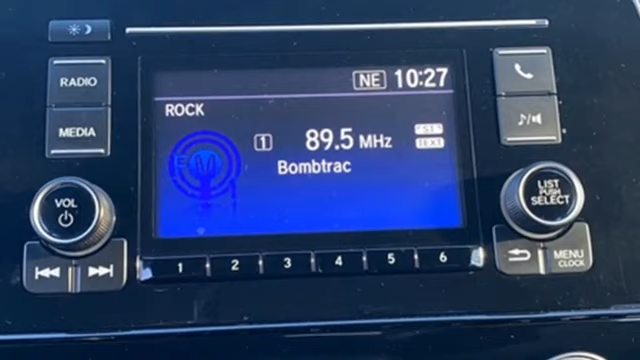 RADIO
MEDIA
VOL
NE 10:27
ROCK
1 89.5 MHz
Bombtrac
TEXT
FM
LIST
PUSH
SELECT
MENU
CLOCK
1 2 3 4 5 6